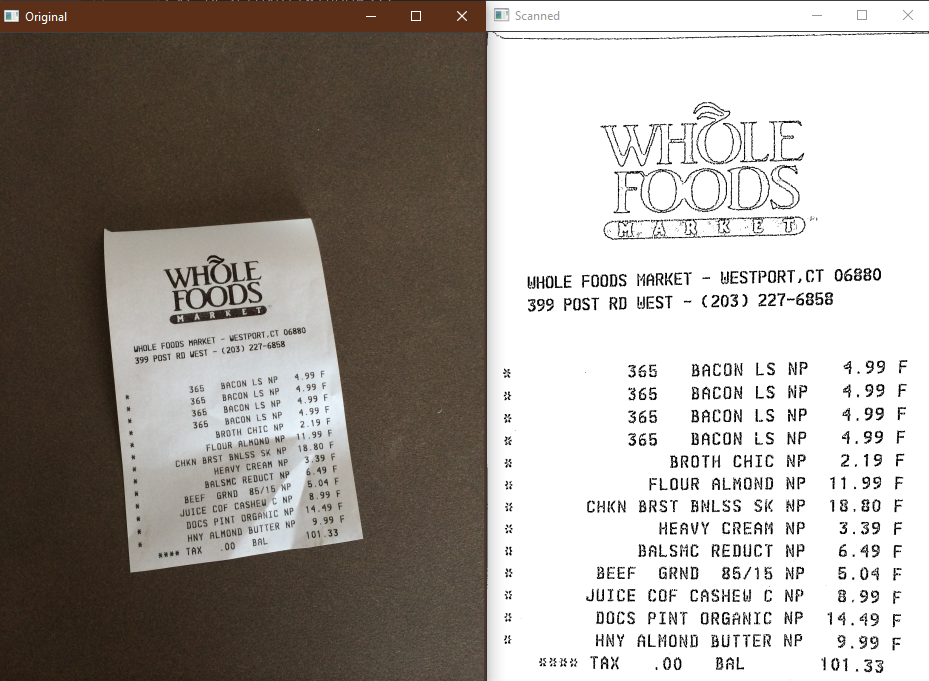 Original
WHOLE
FOODS
MARKET
WHOLE FOODS MARKET - WESTPORT,CT 06880
399 POST RD WEST - (203) 227-6858
* 365 BACON LS NP 4.99 F
* 365 BACON LS NP 4.99 F
* 365 BACON LS NP 4.99 F
* 365 BACON LS NP 4.99 F
* BROTH CHIC NP 2.19 F
* FLOUR ALMOND NP 11.99 F
* CHKN BRST BNLSS SK NP 18.80 F
* HEAVY CREAM NP 3.39 F
* BALSMC REDUCT NP 6.49 F
* BEEF GRND 85/15 NP 5.04 F
* JUICE COF CASHEW C NP 8.99 F
* DOCS PINT ORGANIC NP 14.49 F
* HNY ALMOND BUTTER NP 9.99 F
**** TAX .00 BAL 101.33
Scanned
WHOLE
FOODS
MARKET
WHOLE FOODS MARKET - WESTPORT,CT 06880
399 POST RD WEST - (203) 227-6858
* 365 BACON LS NP 4.99 F
* 365 BACON LS NP 4.99 F
* 365 BACON LS NP 4.99 F
* 365 BACON LS NP 4.99 F
* BROTH CHIC NP 2.19 F
* FLOUR ALMOND NP 11.99 F
* CHKN BRST BNLSS SK NP 18.80 F
* HEAVY CREAM NP 3.39 F
* BALSMC REDUCT NP 6.49 F
* BEEF GRND 85/15 NP 5.04 F
* JUICE COF CASHEW C NP 8.99 F
* DOCS PINT ORGANIC NP 14.49 F
* HNY ALMOND BUTTER NP 9.99 F
**** TAX .00 BAL 101.33